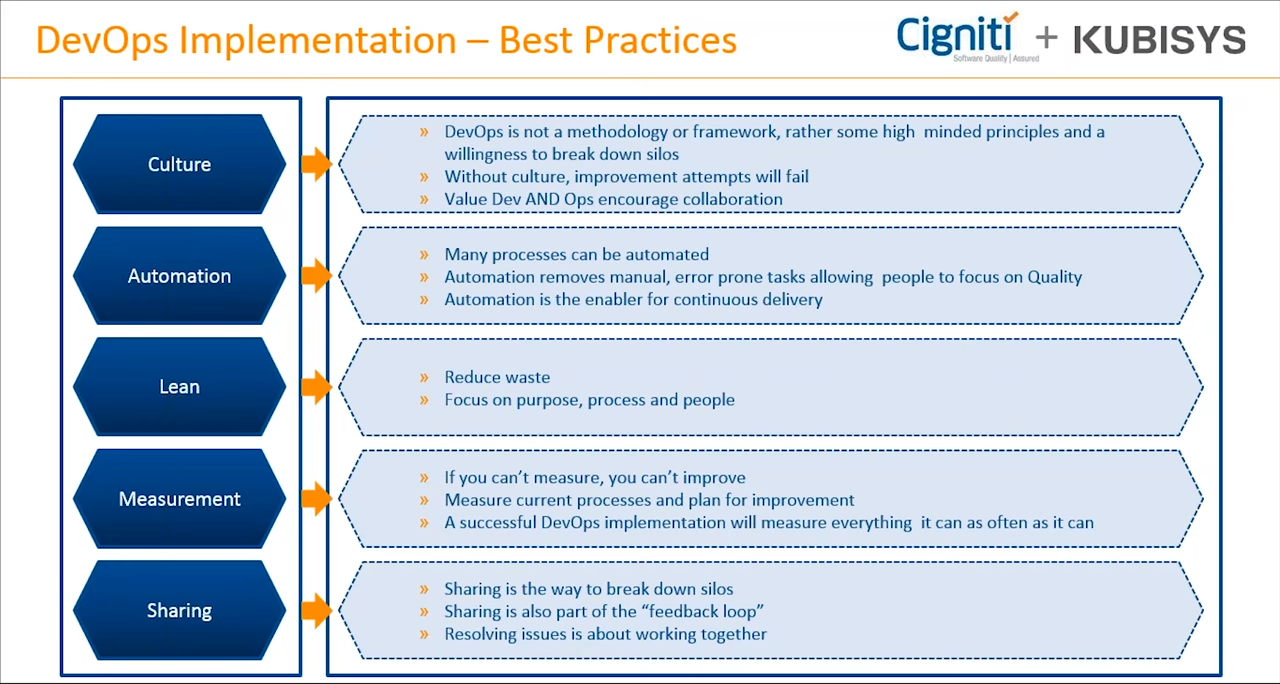 DevOps Implementation – Best Practices
Cigniti + KUBISYS
Software Quality | Assured
Culture
» DevOps is not a methodology or framework, rather some high minded principles and a
willingness to break down silos
» Without culture, improvement attempts will fail
» Value Dev AND Ops encourage collaboration
Automation
» Many processes can be automated
» Automation removes manual, error prone tasks allowing people to focus on Quality
» Automation is the enabler for continuous delivery
Lean
» Reduce waste
» Focus on purpose, process and people
Measurement
» If you can’t measure, you can’t improve
» Measure current processes and plan for improvement
» A successful DevOps implementation will measure everything it can as often as it can
Sharing
» Sharing is the way to break down silos
» Sharing is also part of the “feedback loop”
» Resolving issues is about working together